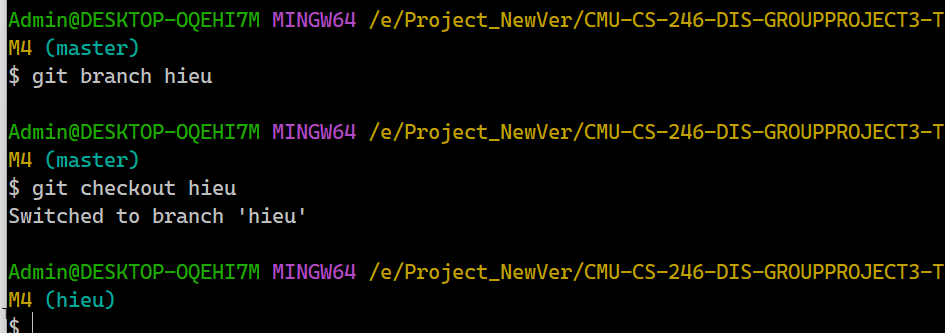 Admin@DESKTOP-OQEHI7M MINGW64 /e/Project_NewVer/CMU-CS-246-DIS-GROUPPROJECT3-T
M4 (master)
$ git branch hieu
Admin@DESKTOP-OQEHI7M MINGW64 /e/Project_NewVer/CMU-CS-246-DIS-GROUPPROJECT3-T
M4 (master)
$ git checkout hieu
Switched to branch 'hieu'
Admin@DESKTOP-OQEHI7M MINGW64 /e/Project_NewVer/CMU-CS-246-DIS-GROUPPROJECT3-T
M4 (hieu)
$